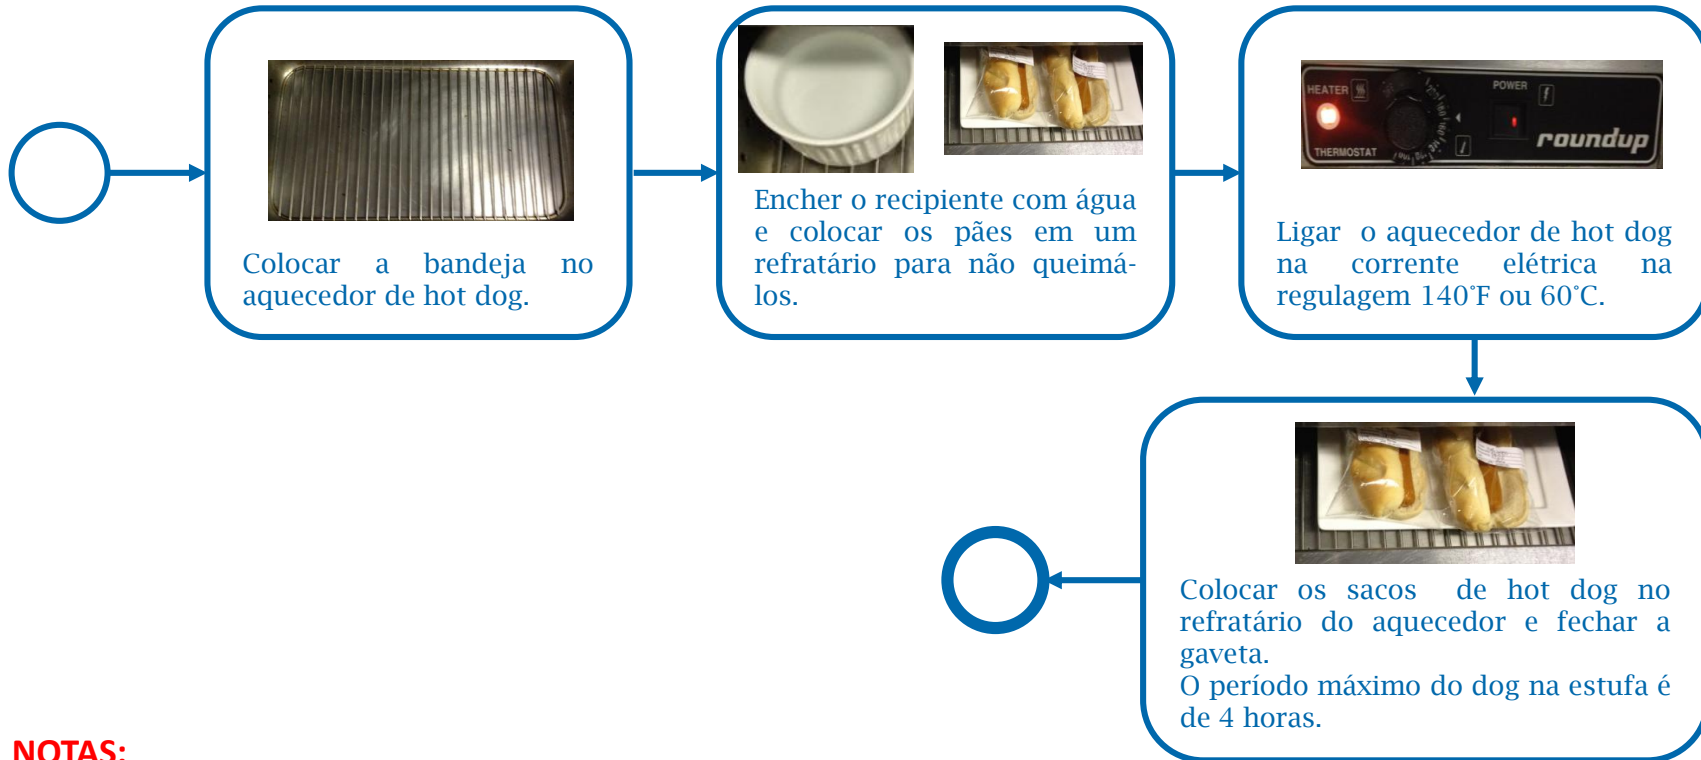 Colocar a bandeja no
aquecedor de hot dog.
Encher o recipiente com água
e colocar os pães em um
refratário para não queimá-
los.
HEATER
POWER
THERMOSTAT
roundup
Ligar o aquecedor de hot dog
na corrente elétrica na
regulagem 140°F ou 60°C.
Colocar os sacos de hot dog no
refratário do aquecedor e fechar a
gaveta.
O período máximo do dog na estufa é
de 4 horas.
NOTAS: